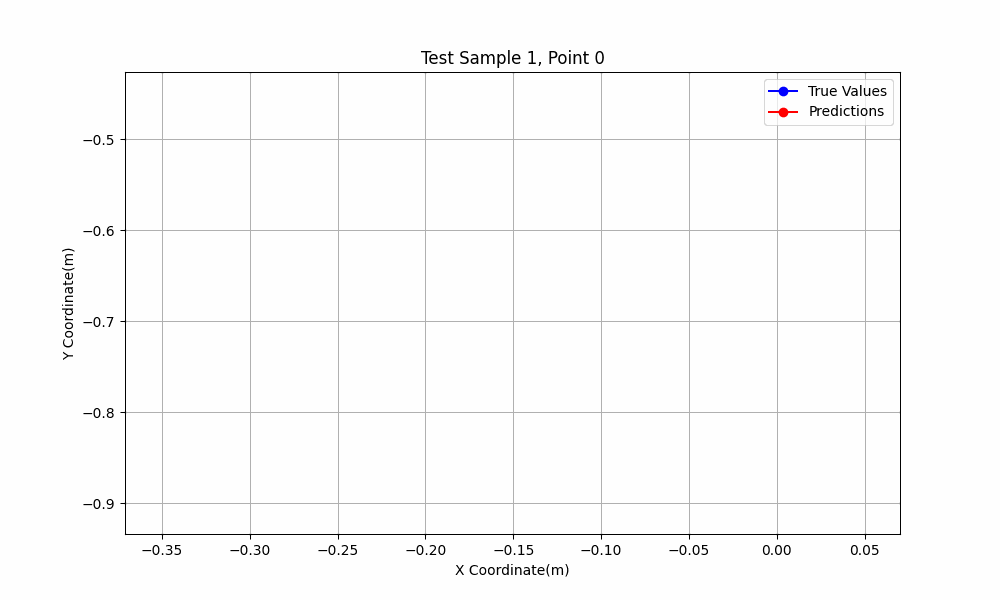 Test Sample 1, Point 0
True Values
Predictions
−0.5
−0.6
−0.7
−0.8
−0.9
Y Coordinate(m)
−0.35 −0.30 −0.25 −0.20 −0.15 −0.10 −0.05 0.00 0.05
X Coordinate(m)